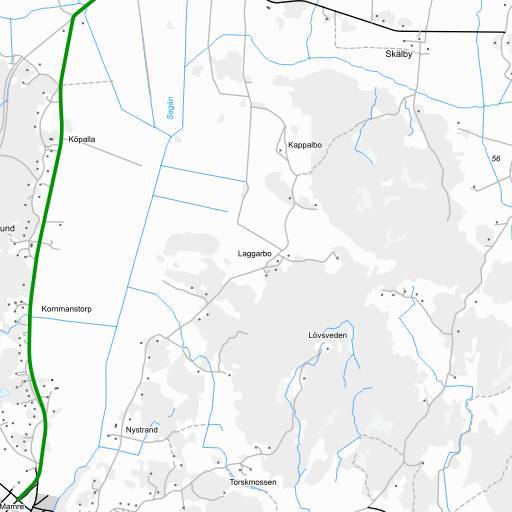 Skälby
Sagån
Köpalla
Kappalbo
56
und
Laggarbo
Kornmanstorp
Lövsveden
Nystrand
Torskmossen
Mamre